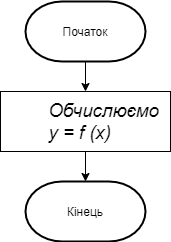 Початок
Обчислюємо
y = f (x)
Кінець